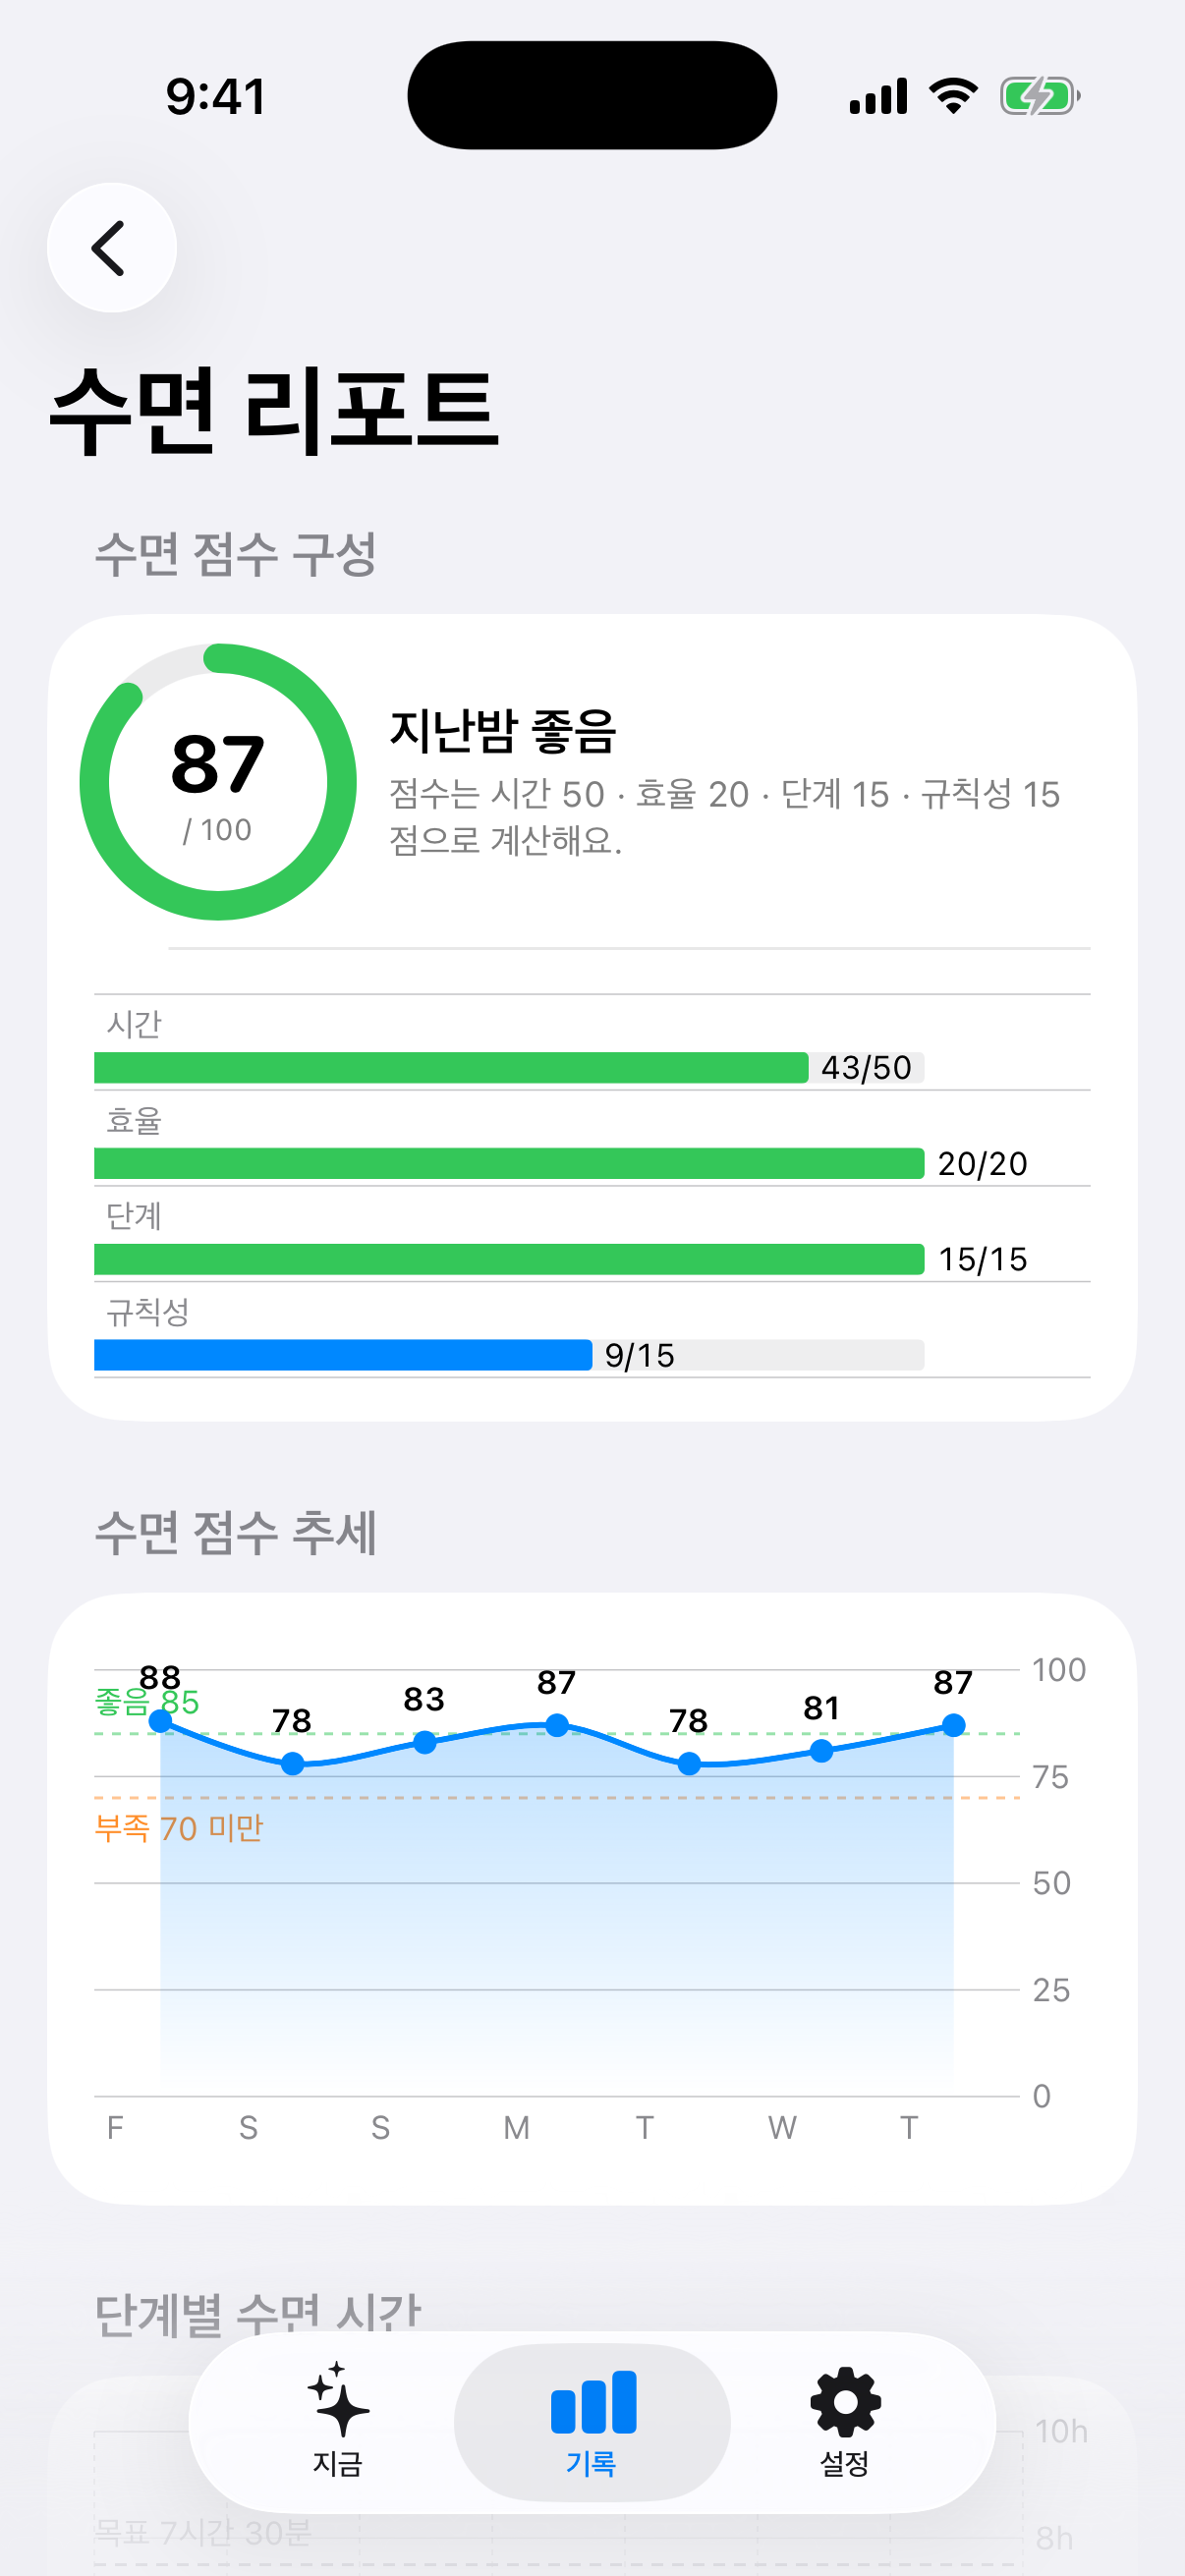 9:41
수면 리포트
수면 점수 구성
87
/ 100
지난밤 좋음
점수는 시간 50 · 효율 20 · 단계 15 · 규칙성 15
점으로 계산해요.
시간
43/50
효율
20/20
단계
15/15
규칙성
9/15
수면 점수 추세
100
88
87
87
좋음 85
83
78
78
81
75
부족 70 미만
50
25
0
F S S M T W T
단계별 수면 시간
10h
지금
기록
설정
목표 7시간 30분
8h